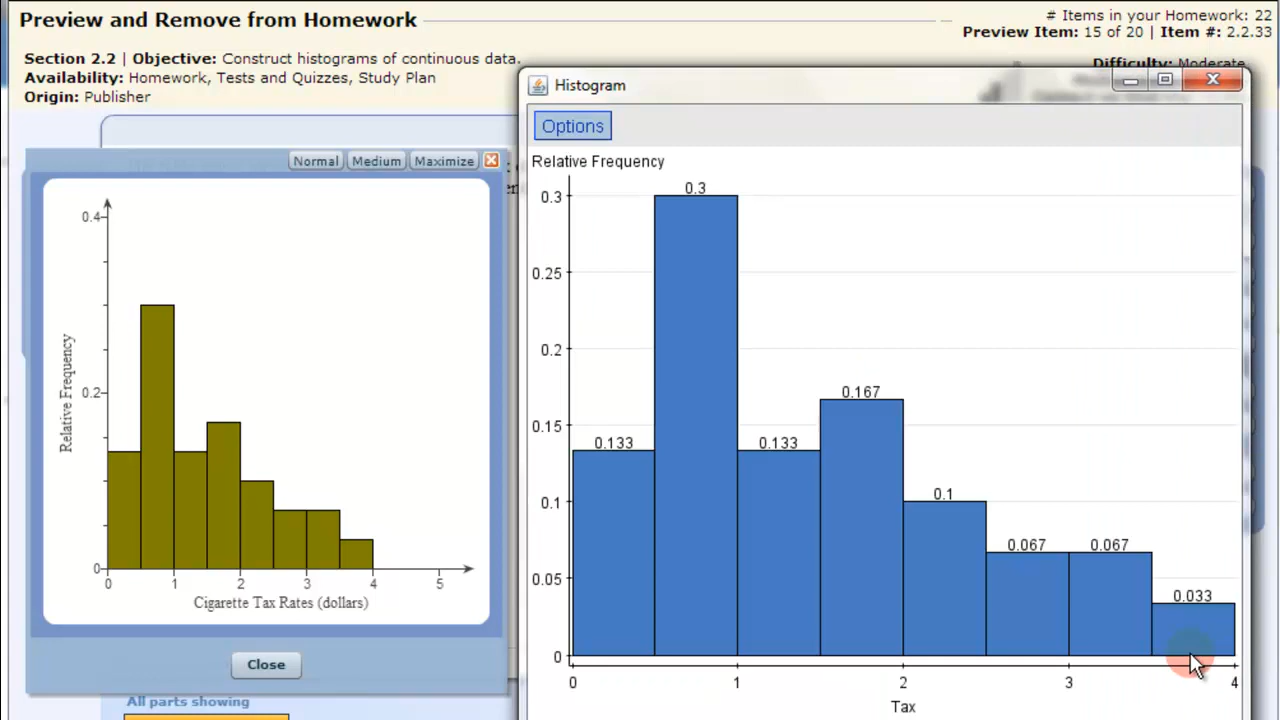 Preview and Remove from Homework
# Items in your Homework: 22
Preview Item: 15 of 20 | Item #: 2.2.33
Section 2.2 | Objective: Construct histograms of continuous data.
Availability: Homework, Tests and Quizzes, Study Plan
Origin: Publisher
Difficulty: Moderate
Normal
Medium
Maximize
0.4
0.2
0
Relative Frequency
0 1 2 3 4 5
Cigarette Tax Rates (dollars)
Close
All parts showing
Histogram
Options
Relative Frequency
0.3
0.25
0.2
0.15
0.1
0.05
0
0.133
0.3
0.133
0.167
0.1
0.067
0.067
0.033
0 1 2 3 4
Tax